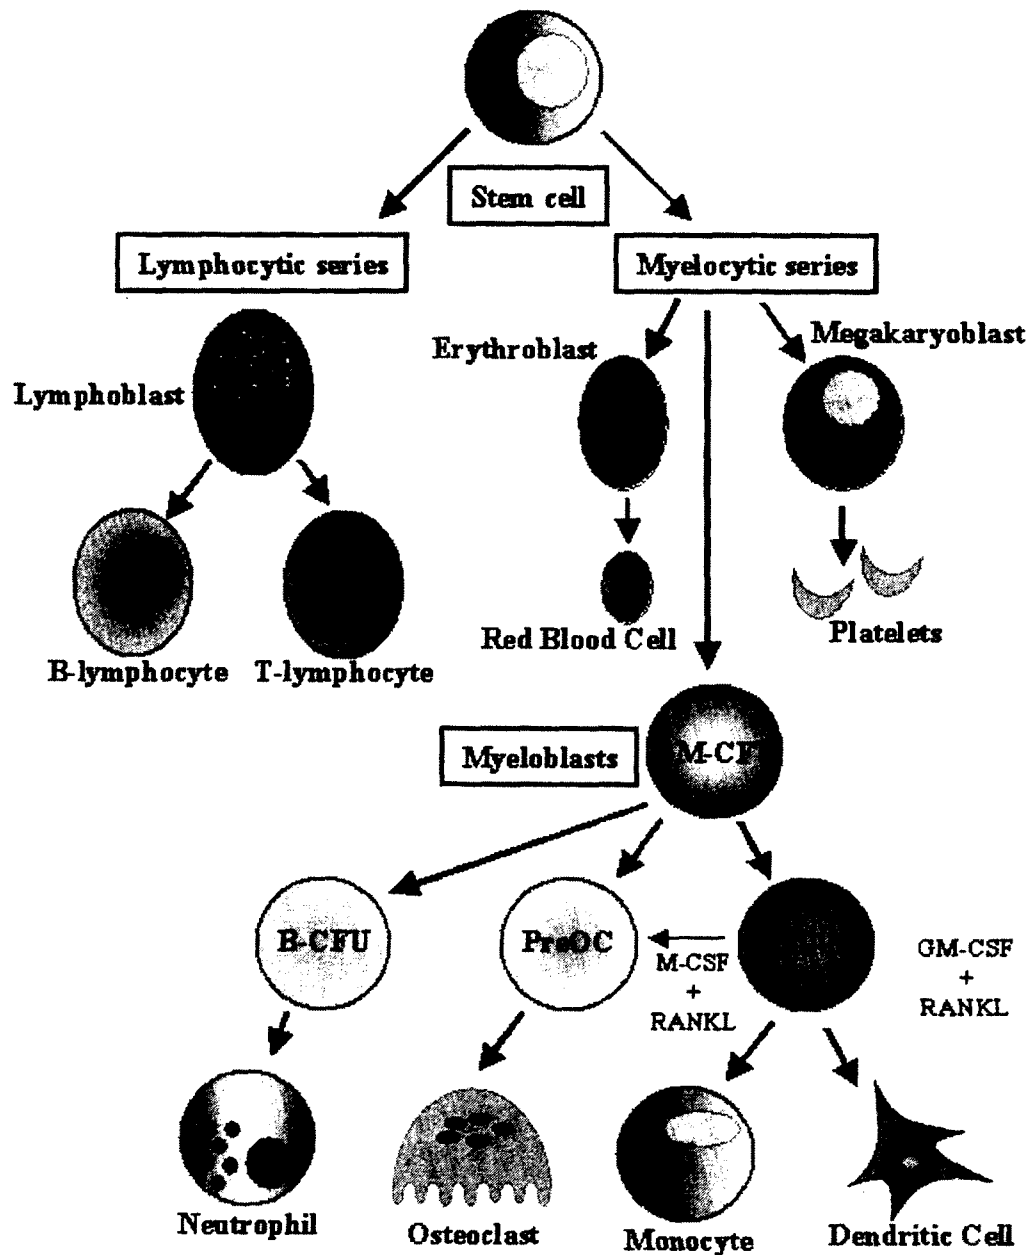 Stem cell
Lymphocytic series
Myelocytic series
Erythroblast
Megakaryoblast
Lymphoblast
Red Blood Cell
Platelets
B-lymphocyte
T-lymphocyte
Myeloblasts
M-CF
B-CFU
PreOC
M-CSF
+
RANKL
GM-CSF
+
RANKL
Neutrophil
Osteoclast
Monocyte
Dendritic Cell